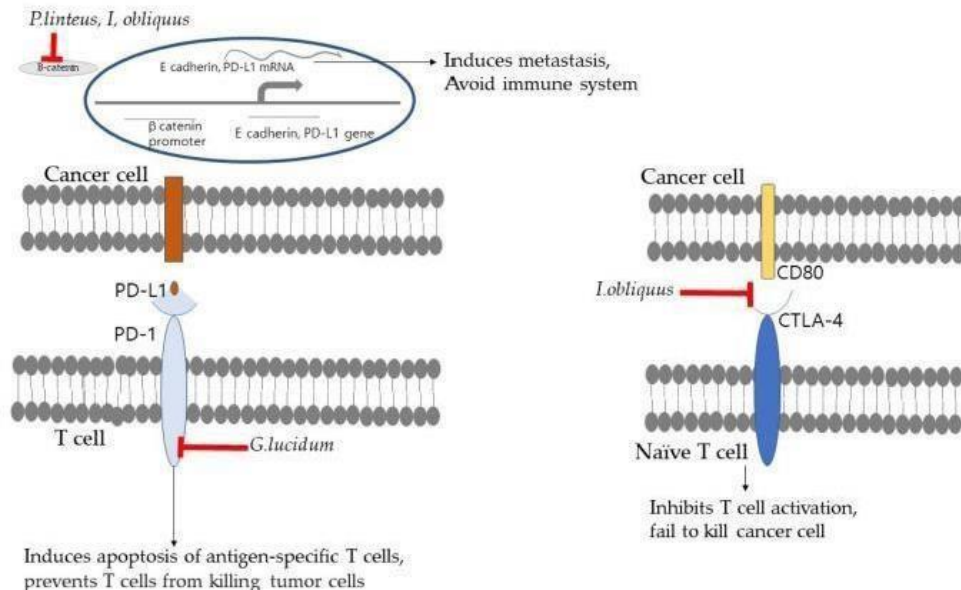 P.linteus, I, obliquus
B-catenin
E cadherin, PD-L1 mRNA
Induces metastasis,
Avoid immune system
β catenin
promoter
E cadherin, PD-L1 gene
Cancer cell
PD-L1
PD-1
T cell
G.lucidum
Induces apoptosis of antigen-specific T cells,
prevents T cells from killing tumor cells
Cancer cell
CD80
I.obliquus
CTLA-4
Naïve T cell
Inhibits T cell activation,
fail to kill cancer cell